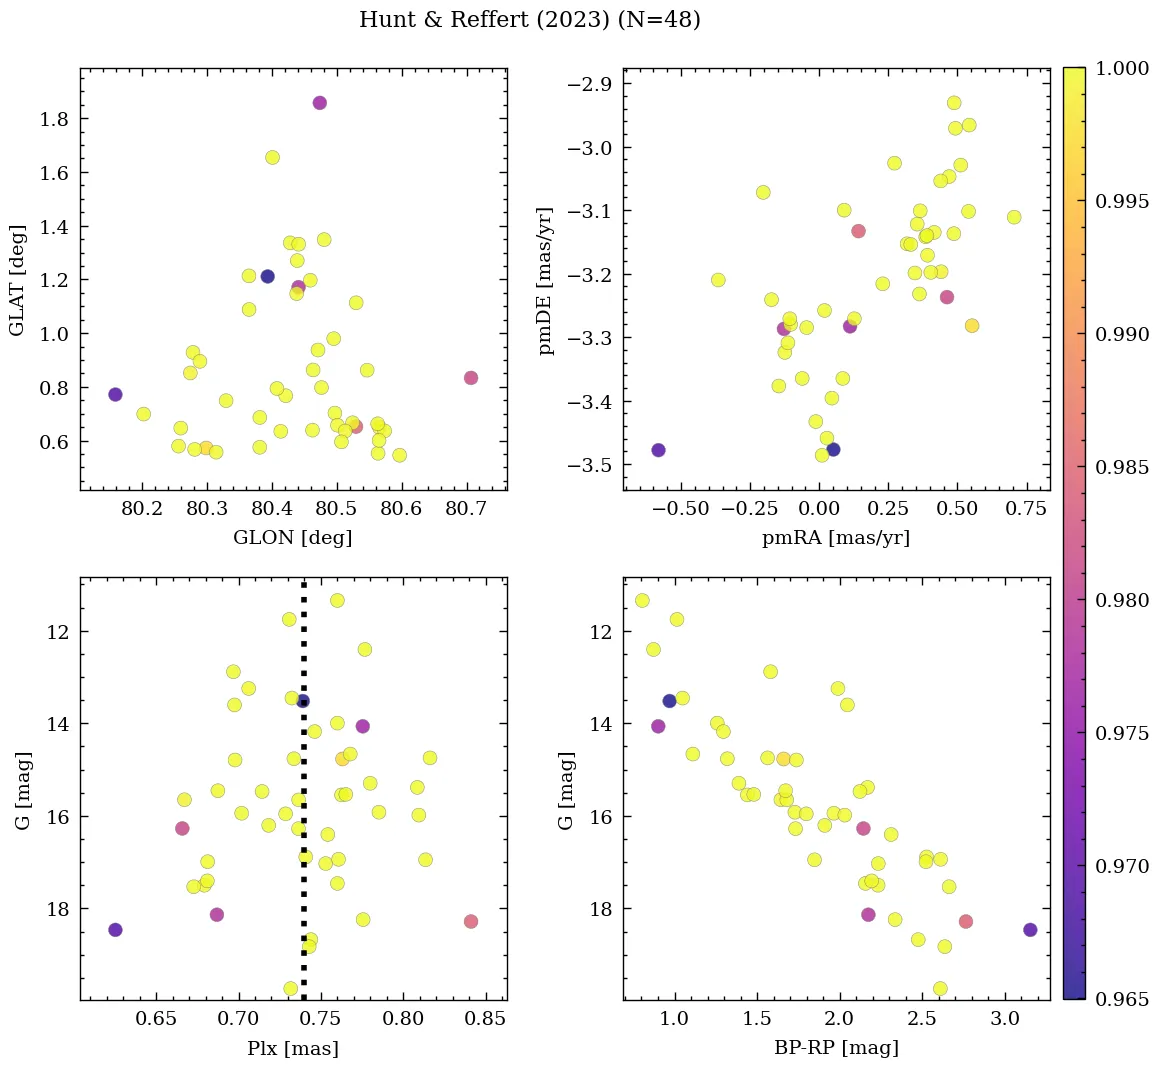 Hunt & Reffert (2023) (N=48)
1.8
1.6
1.4
1.2
1.0
0.8
0.6
GLAT [deg]
80.2 80.3 80.4 80.5 80.6 80.7
GLON [deg]
−2.9
−3.0
−3.1
−3.2
−3.3
−3.4
−3.5
pmDE [mas/yr]
−0.50 −0.25 0.00 0.25 0.50 0.75
pmRA [mas/yr]
12
14
16
18
G [mag]
0.65 0.70 0.75 0.80 0.85
Plx [mas]
12
14
16
18
G [mag]
1.0 1.5 2.0 2.5 3.0
BP-RP [mag]
1.000
0.995
0.990
0.985
0.980
0.975
0.970
0.965